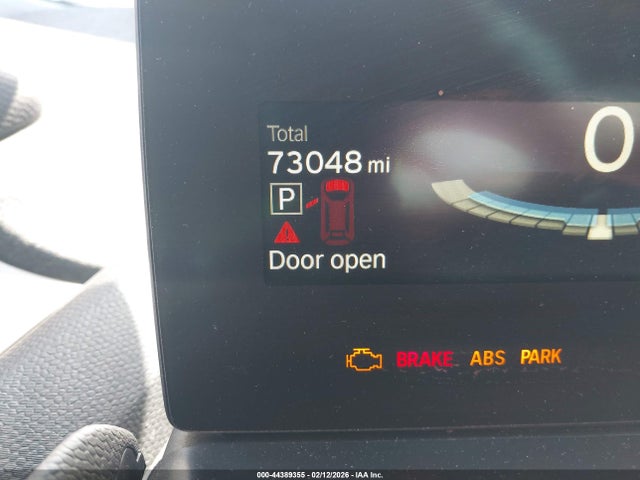 Total
73048 mi
P
0
Door open
BRAKE ABS PARK
000-44389355 | 02/12/2026 | IAA Inc.